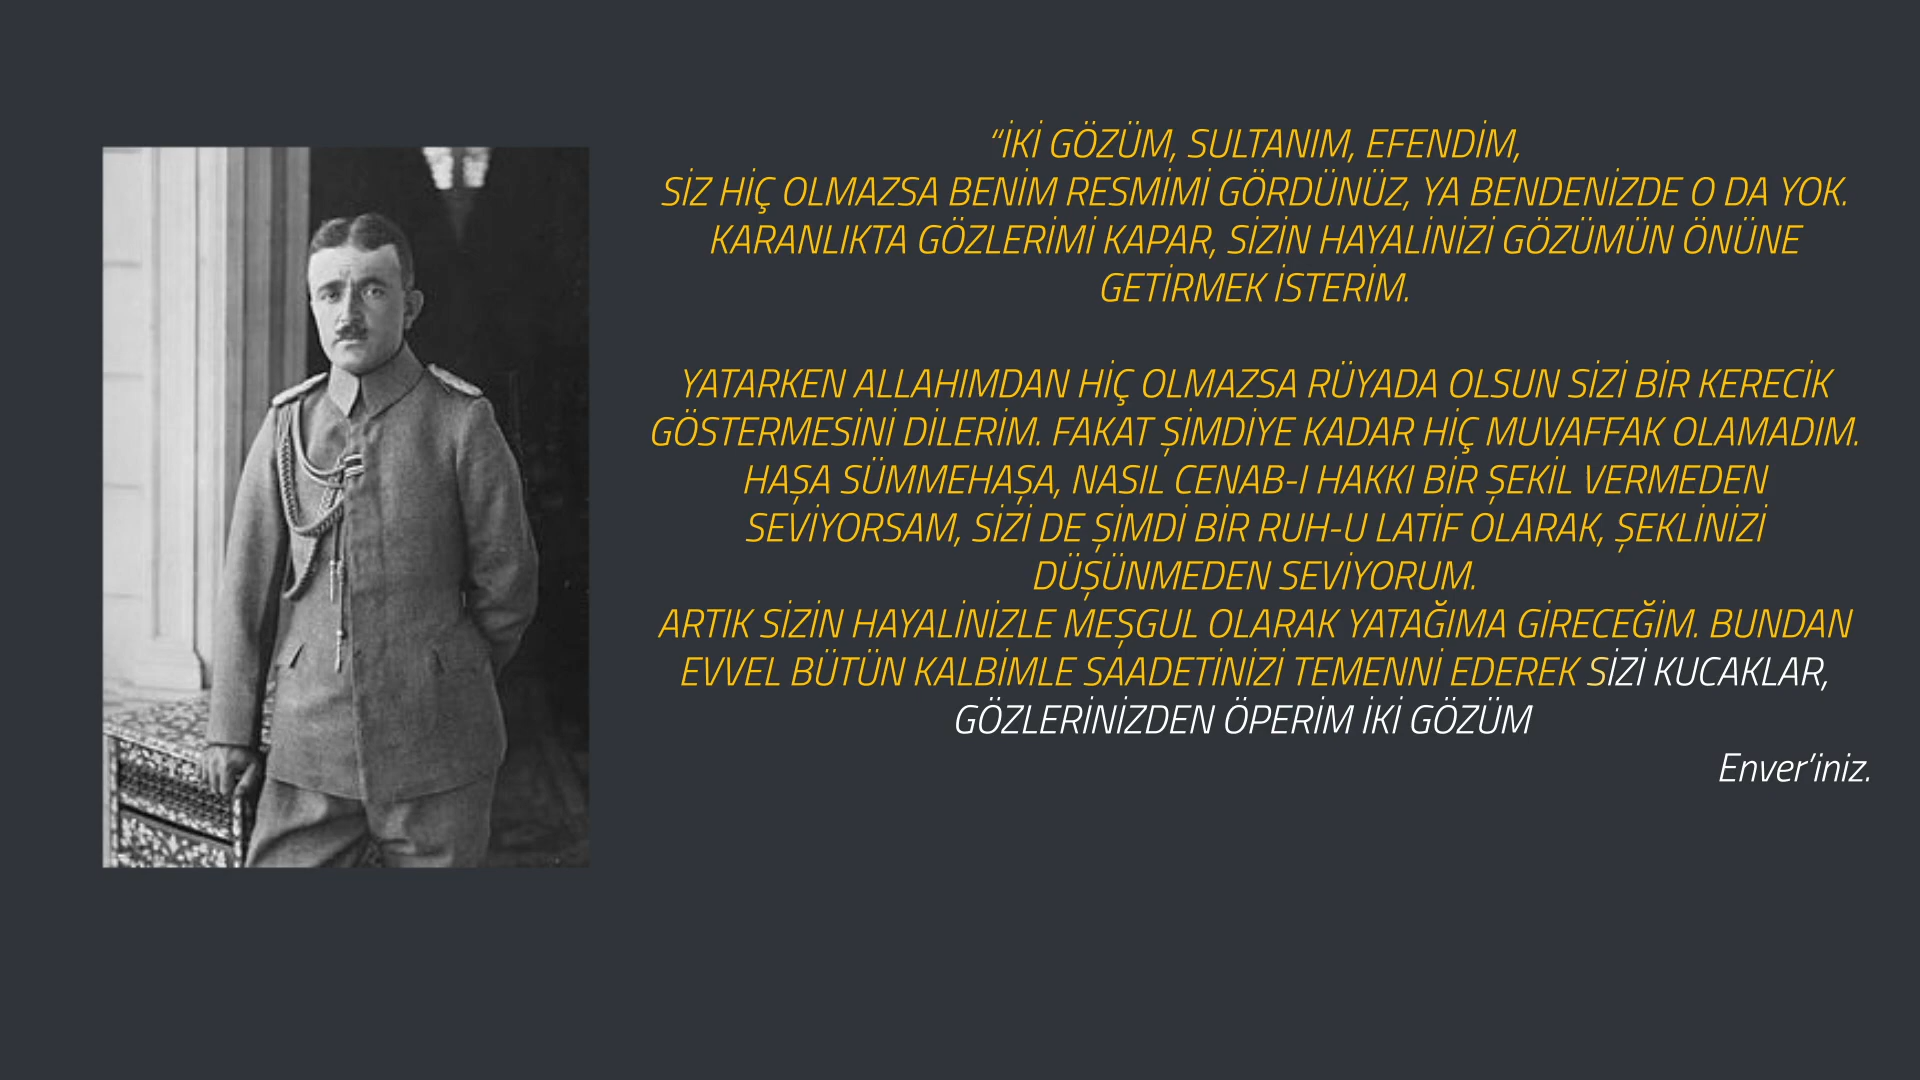 “İKİ GÖZÜM, SULTANIM, EFENDİM,
SİZ HİÇ OLMAZSA BENİM RESMİMİ GÖRDÜNÜZ, YA BENDENİZDE O DA YOK.
KARANLIKTA GÖZLERİMİ KAPAR, SİZİN HAYALİNİZİ GÖZÜMÜN ÖNÜNE
GETİRMEK İSTERİM.
YATARKEN ALLAHIMDAN HİÇ OLMAZSA RÜYADA OLSUN SİZİ BİR KERECİK
GÖSTERMESİNİ DİLERİM. FAKAT ŞİMDİYE KADAR HİÇ MUVAFFAK OLAMADIM.
HAŞA SÜMMEHAŞA, NASIL CENAB-I HAKKI BİR ŞEKİL VERMEDEN
SEVİYORSAM, SİZİ DE ŞİMDİ BİR RUH-U LATİF OLARAK, ŞEKLİNİZİ
DÜŞÜNMEDEN SEVİYORUM.
ARTIK SİZİN HAYALİNİZLE MEŞGUL OLARAK YATAĞIMA GİRECEĞİM. BUNDAN
EVVEL BÜTÜN KALBİMLE SAADETİNİZİ TEMENNİ EDEREK SİZİ KUCAKLAR,
GÖZLERİNİZDEN ÖPERİM İKİ GÖZÜM
Enver’iniz.